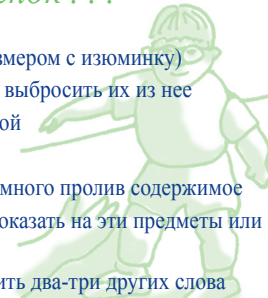 нок . . .
змером с изюминку)
выбросить их из нее
ой
много пролив содержимое
оказать на эти предметы или
ить два-три других слова